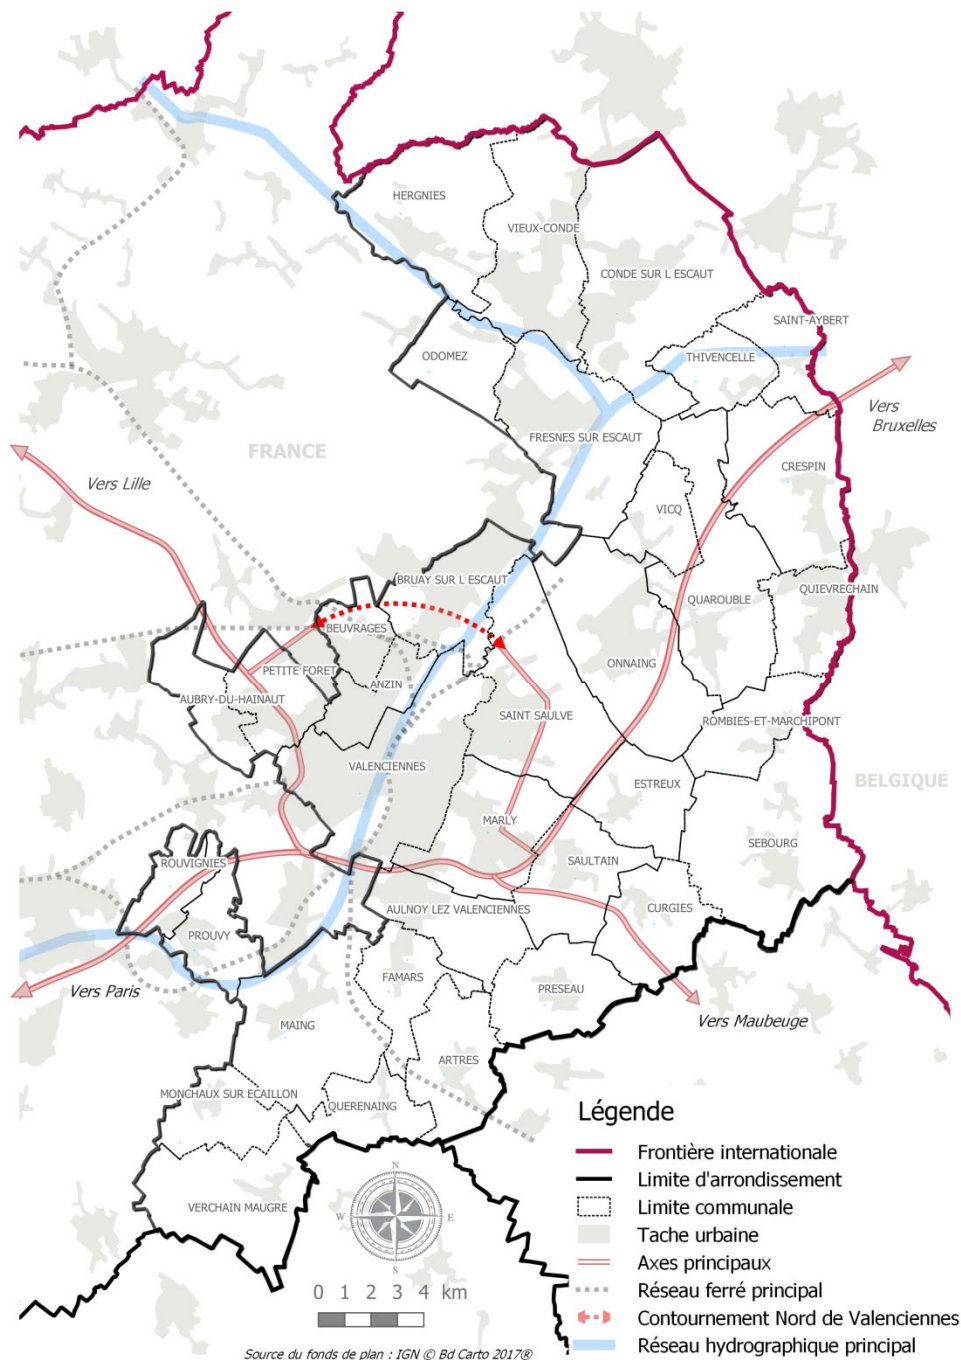 HERGNIES
VIEUX-CONDE
CONDE SUR L ESCAUT
SAINT-AYBERT
ODOMEZ
THIVENCELLE
Vers
Bruxelles
FRESNES SUR ESCAUT
FRANCE
CRESPIN
Vers Lille
VICQ
BRUAY SUR L ESCAUT
QUIEVRECHAIN
QUAROUBLE
BEUVRAGES
ONNAING
PETITE FORET
ANZIN
AUBRY-DU-HAINAUT
SAINT SAULVE
ROMBIES-ET-MARCHIPONT
VALENCIENNES
ESTREUX
BELGIQUE
MARLY
SEBOURG
ROUVIGNIES
SAULTAIN
AULNOY LEZ VALENCIENNES
CURGIES
PROUVY
FAMARS
PRESEAU
Vers Paris
Vers Maubeuge
MAING
ARTRES
MONCHAUX SUR ECAILLON
QUERENAING
VERCHAIN MAUGRE
N
W
E
S
0 1 2 3 4 km
Légende
Frontière internationale
Limite d'arrondissement
Limite communale
Tache urbaine
Axes principaux
Réseau ferré principal
Contournement Nord de Valenciennes
Réseau hydrographique principal
Source du fonds de plan : IGN © Bd Carto 2017®